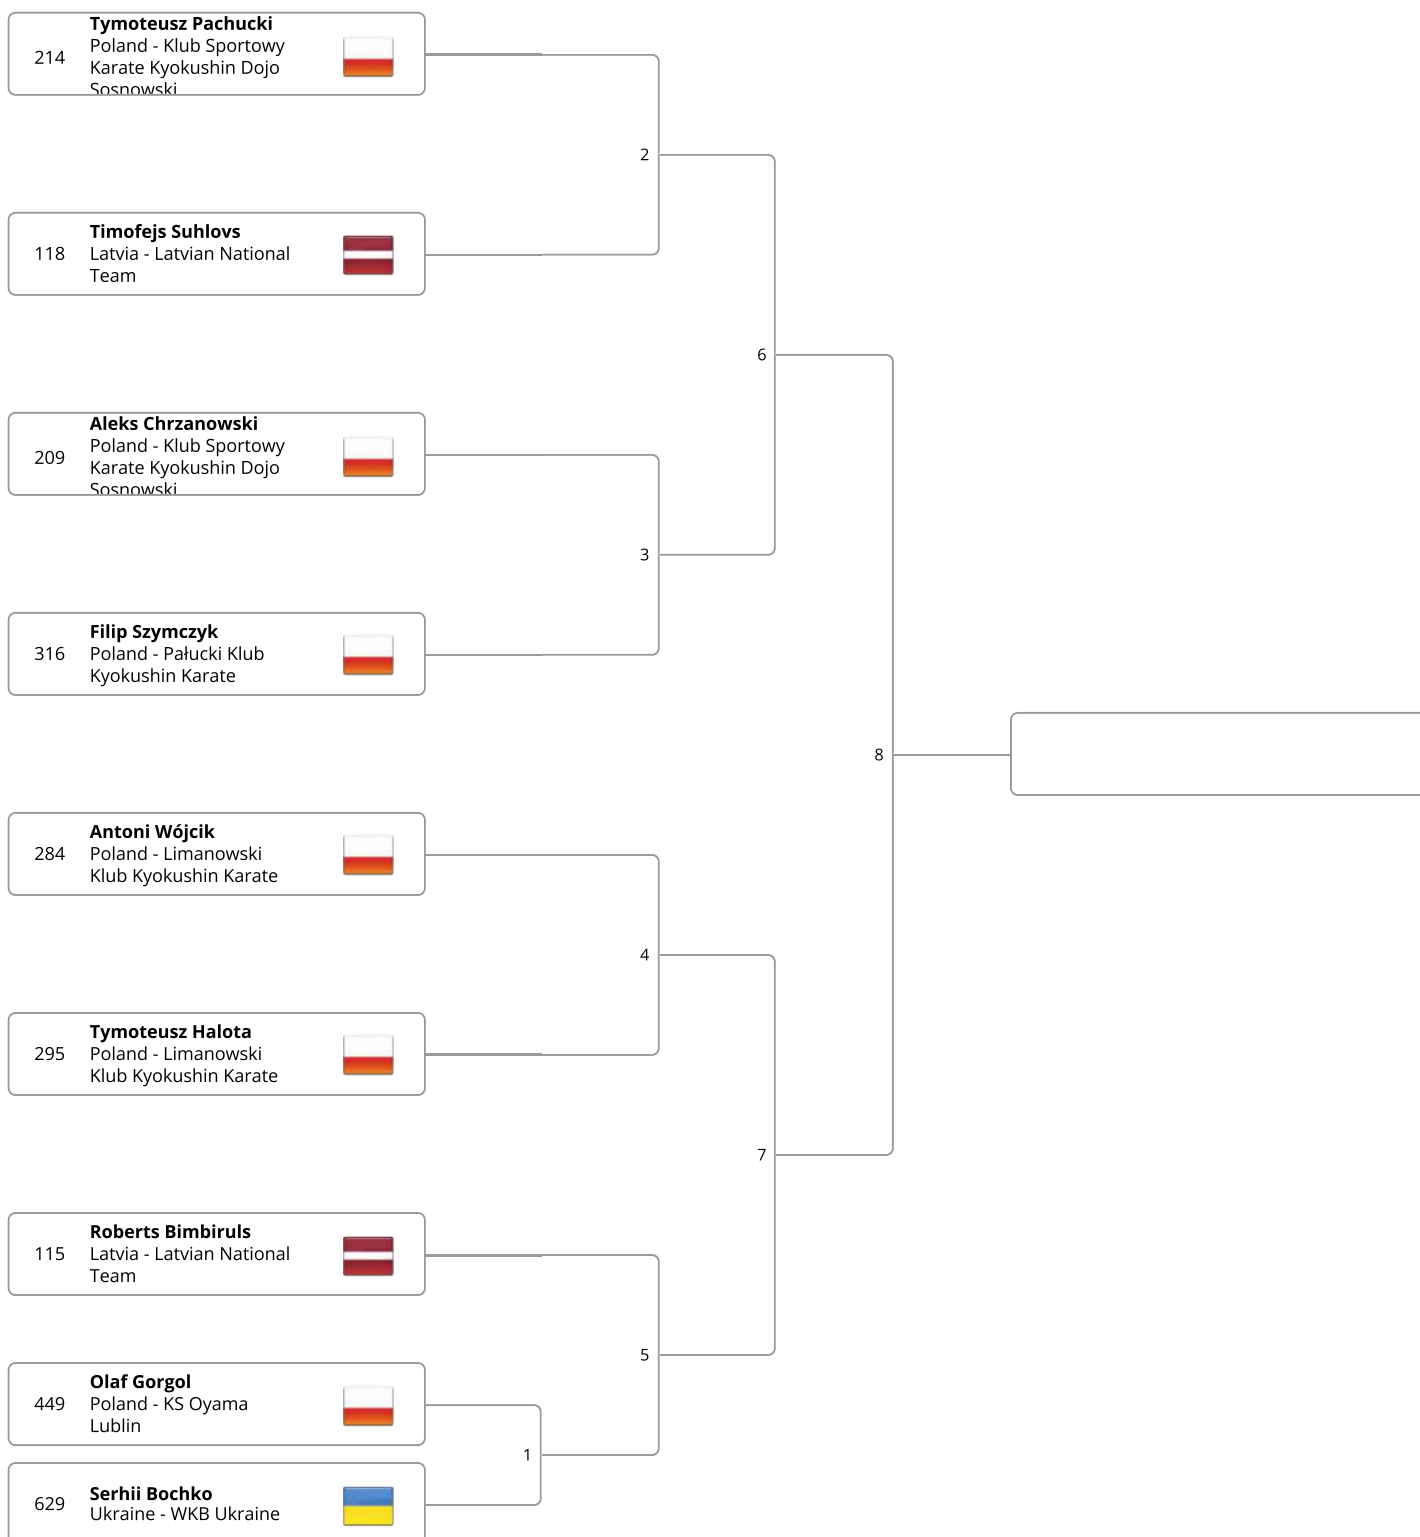 Tymoteusz Pachucki
214
Poland - Klub Sportowy
Karate Kyokushin Dojo
Sosnowski
2
Timofejs Suhlovs
118
Latvia - Latvian National
Team
6
Aleks Chrzanowski
209
Poland - Klub Sportowy
Karate Kyokushin Dojo
Sosnowski
3
Filip Szymczyk
316
Poland - Pałucki Klub
Kyokushin Karate
8
Antoni Wójcik
284
Poland - Limanowski
Klub Kyokushin Karate
4
Tymoteusz Halota
295
Poland - Limanowski
Klub Kyokushin Karate
7
Roberts Bimbiruls
115
Latvia - Latvian National
Team
5
Olaf Gorgol
449
Poland - KS Oyama
Lublin
1
Serhii Bochko
629
Ukraine - WKB Ukraine